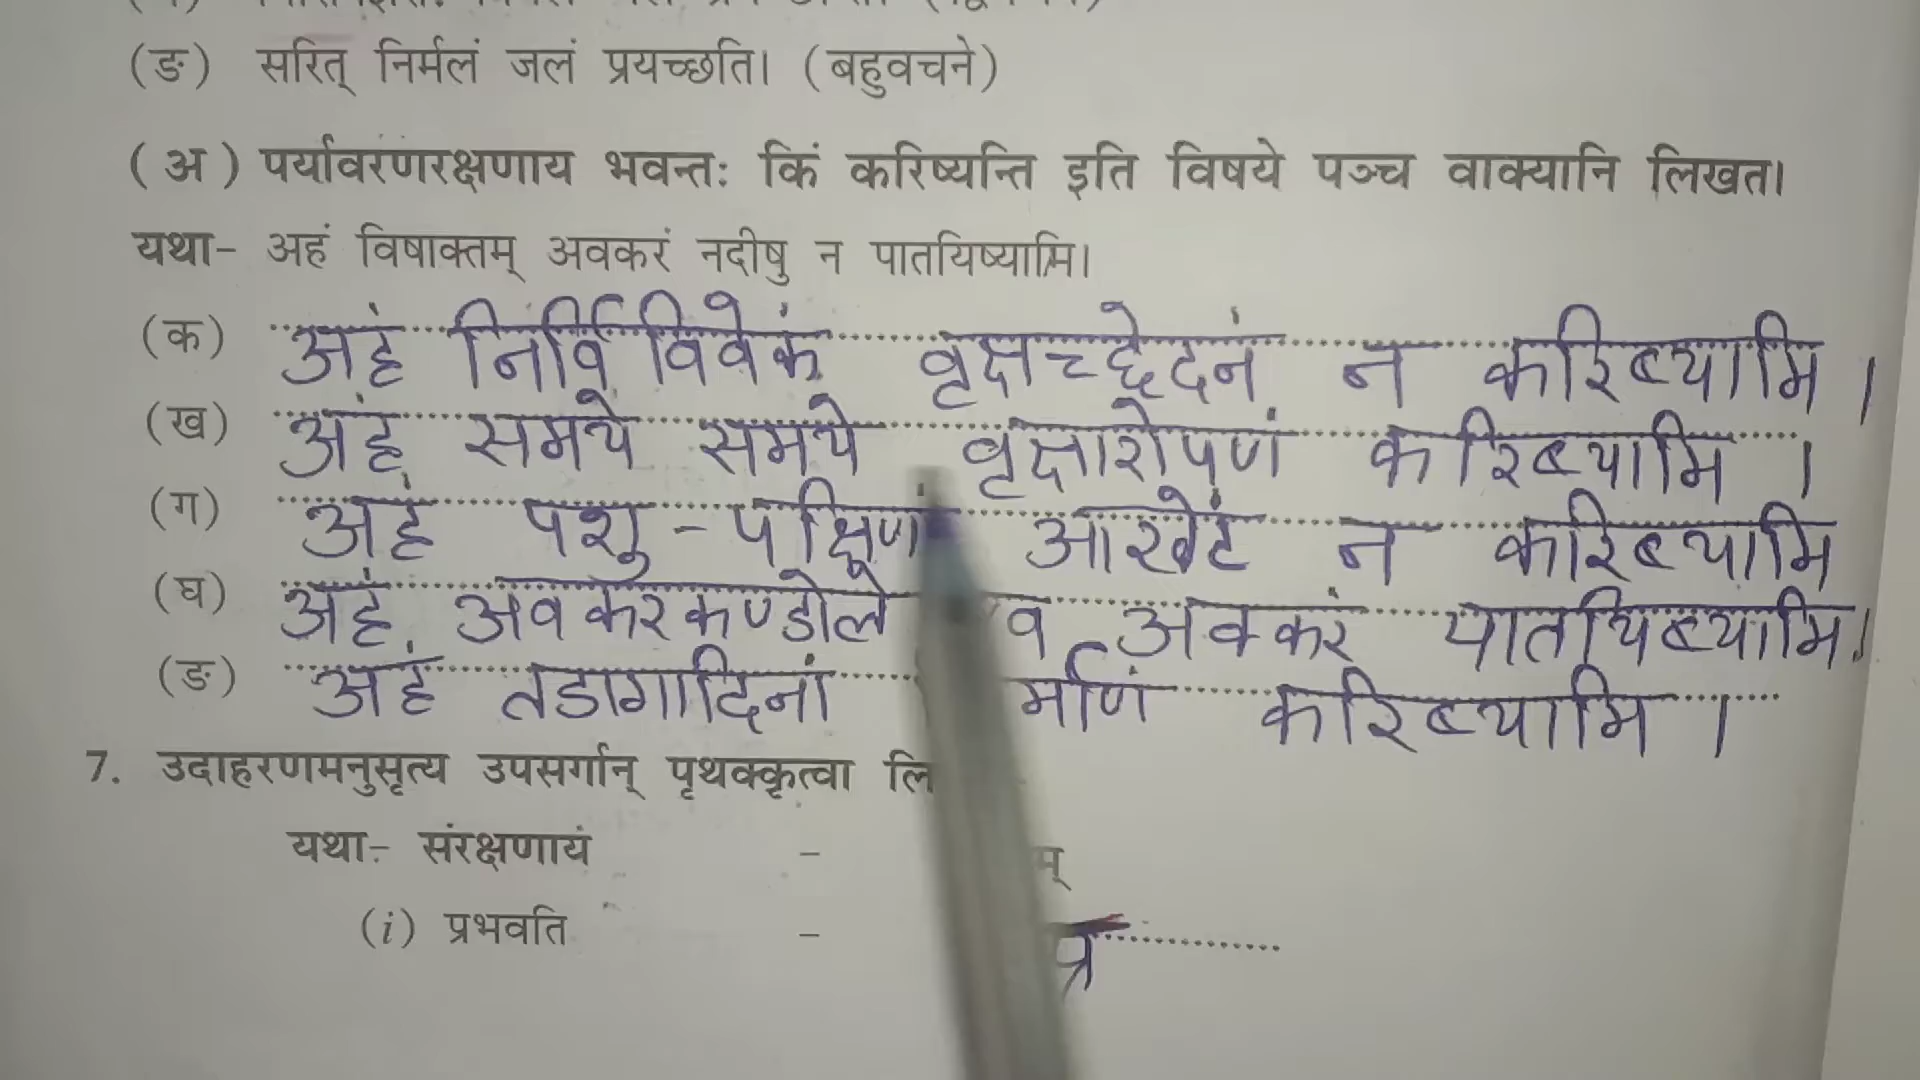 (ङ) सरित् निर्मलं जलं प्रयच्छति। (बहुवचने)
(अ) पर्यावरणरक्षणाय भवन्तः किं करिष्यन्ति इति विषये पञ्च वाक्यानि लिखत।
यथा- अहं विषाक्तम् अवकरं नदीषु न पातयिष्यामि।
(क) अहं निर्विविवेकं वृक्षच्छेदनं न करिष्यामि ।
(ख) अहं समये समये वृक्षारोपणं करिष्यामि ।
(ग) अहं पशु-पक्षिणां आखेटं न करिष्यामि
(घ) अहं अवकरकण्डोले व अवकरं पातयिष्यामि।
(ङ) अहं तडागादिनां र्माणं करिष्यामि ।
7. उदाहरणमनुसृत्य उपसर्गान् पृथक्कृत्वा लि
यथा- संरक्षणाय - म्
(i) प्रभवति - प्र